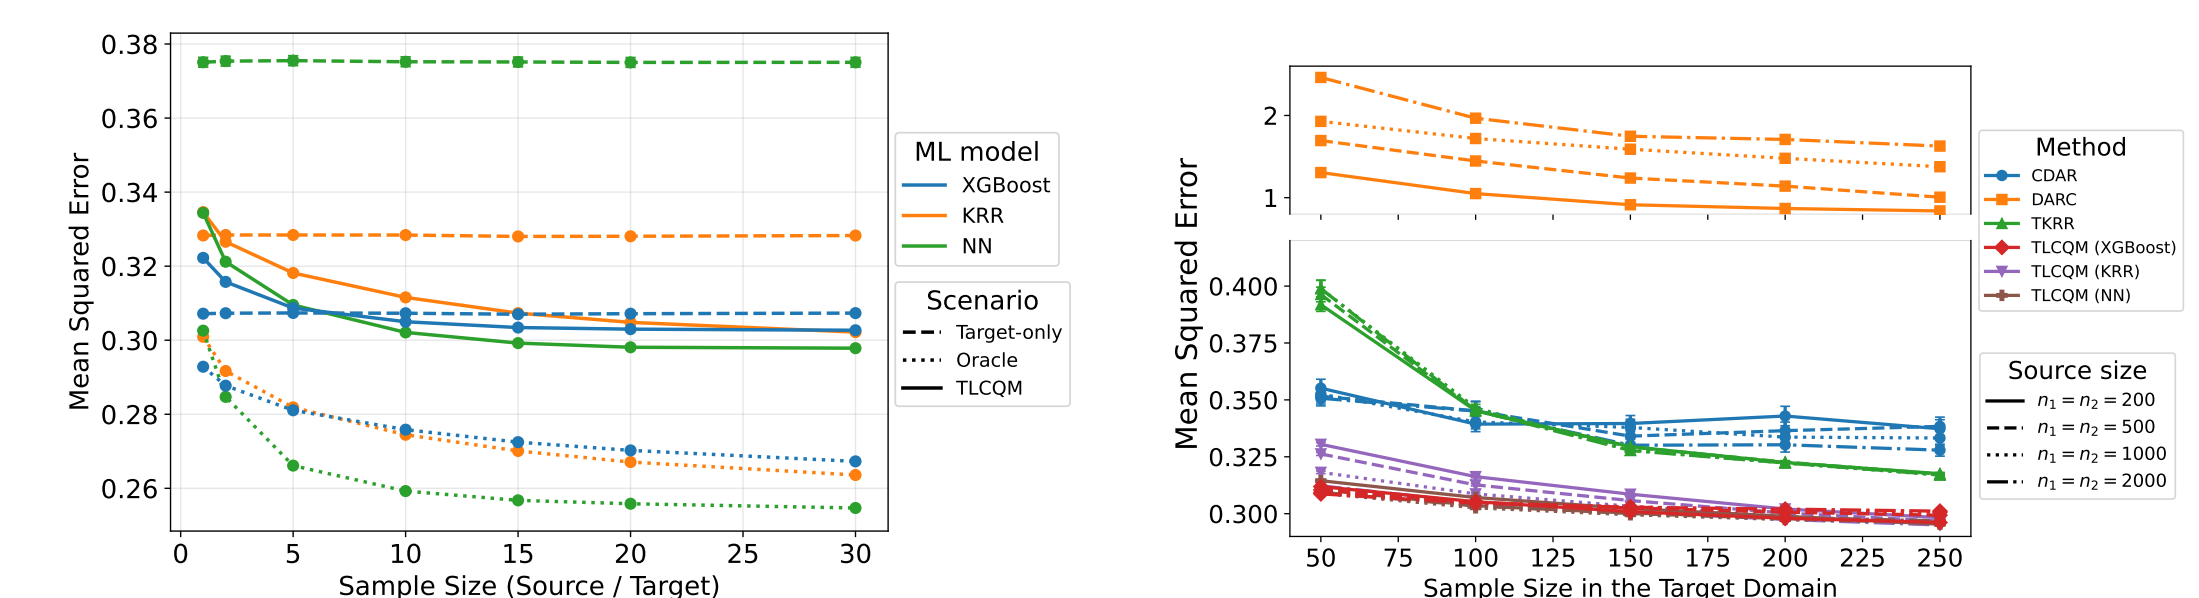 0.38
0.36
0.34
0.32
0.30
0.28
0.26
Mean Squared Error
0 5 10 15 20 25 30
Sample Size (Source / Target)
ML model
XGBoost
KRR
NN
Scenario
Target-only
Oracle
TLCQM
2
1
0.400
0.375
0.350
0.325
0.300
Mean Squared Error
50 75 100 125 150 175 200 225 250
Sample Size in the Target Domain
Method
CDAR
DARC
TKRR
TLCQM (XGBoost)
TLCQM (KRR)
TLCQM (NN)
Source size
n₁ = n₂ = 200
n₁ = n₂ = 500
n₁ = n₂ = 1000
n₁ = n₂ = 2000